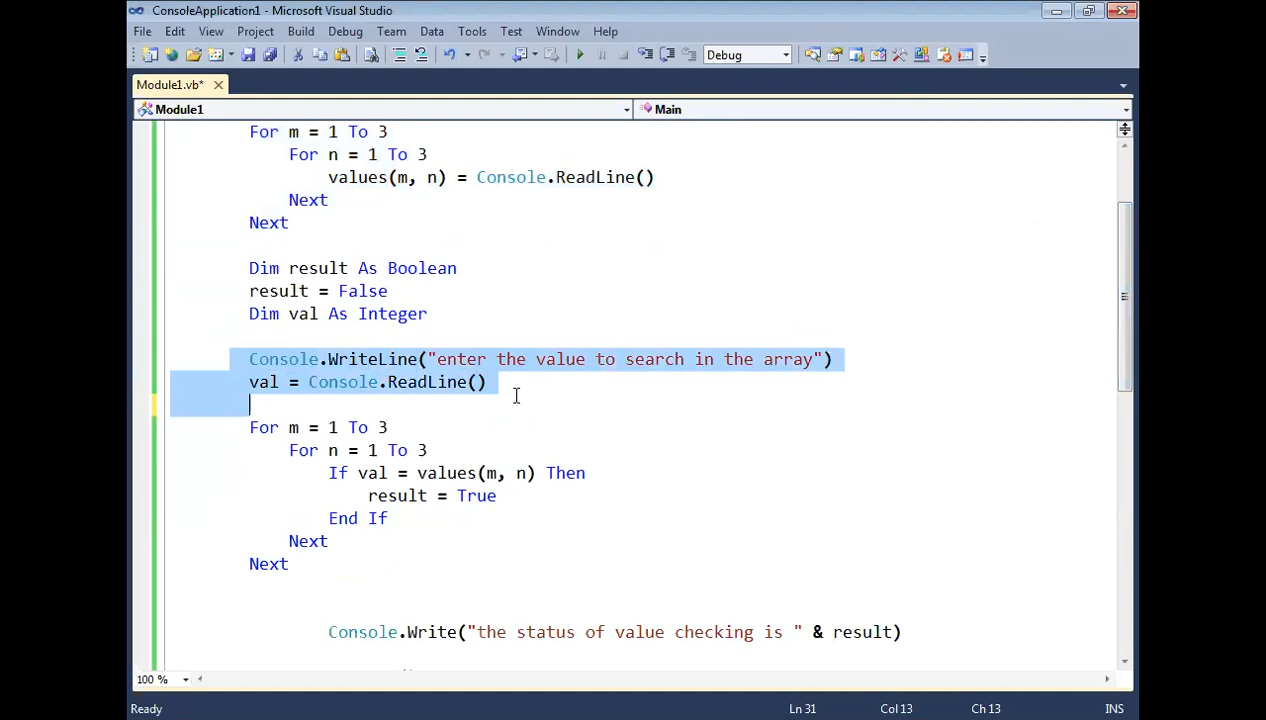 ConsoleApplication1 - Microsoft Visual Studio
File Edit View Project Build Debug Team Data Tools Test Window Help
Debug
Module1.vb*
Module1 Main
For m = 1 To 3
For n = 1 To 3
values(m, n) = Console.ReadLine()
Next
Next
Dim result As Boolean
result = False
Dim val As Integer
Console.WriteLine("enter the value to search in the array")
val = Console.ReadLine()
For m = 1 To 3
For n = 1 To 3
If val = values(m, n) Then
result = True
End If
Next
Next
Console.Write("the status of value checking is " & result)
100 %
Ready Ln 31 Col 13 Ch 13 INS